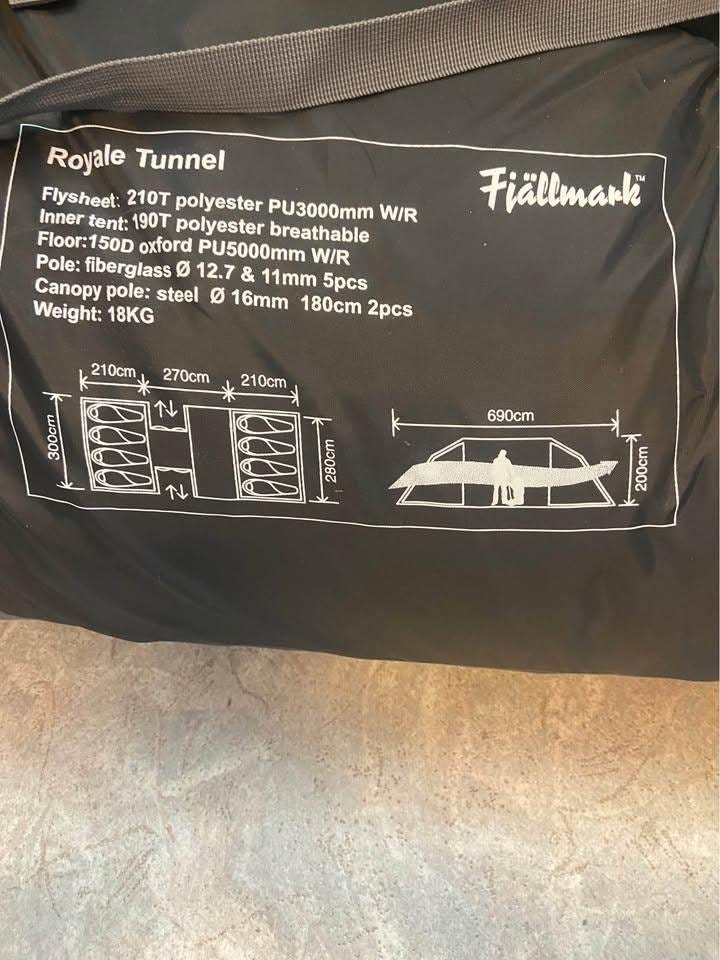 Royale Tunnel
Fjällmark™
Flysheet: 210T polyester PU3000mm W/R
Inner tent: 190T polyester breathable
Floor:150D oxford PU5000mm W/R
Pole: fiberglass Ø 12.7 & 11mm 5pcs
Canopy pole: steel Ø 16mm 180cm 2pcs
Weight: 18KG
210cm 270cm 210cm
300cm
280cm
690cm
200cm